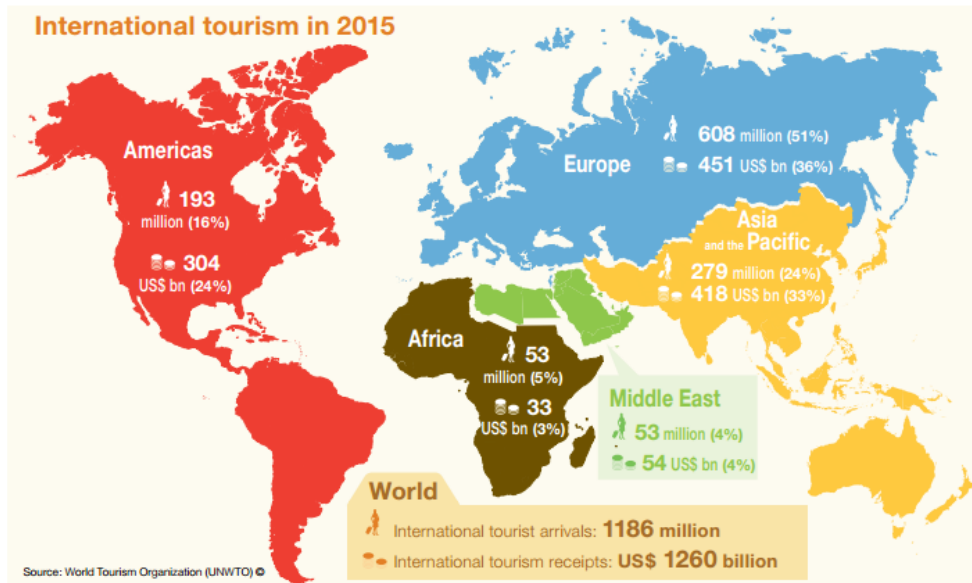 International tourism in 2015
Americas
193
million (16%)
304
US$ bn (24%)
Europe
608 million (51%)
451 US$ bn (36%)
Asia
and the Pacific
279 million (24%)
418 US$ bn (33%)
Africa
53
million (5%)
33
US$ bn (3%)
Middle East
53 million (4%)
54 US$ bn (4%)
World
International tourist arrivals: 1186 million
International tourism receipts: US$ 1260 billion
Source: World Tourism Organization (UNWTO) ©